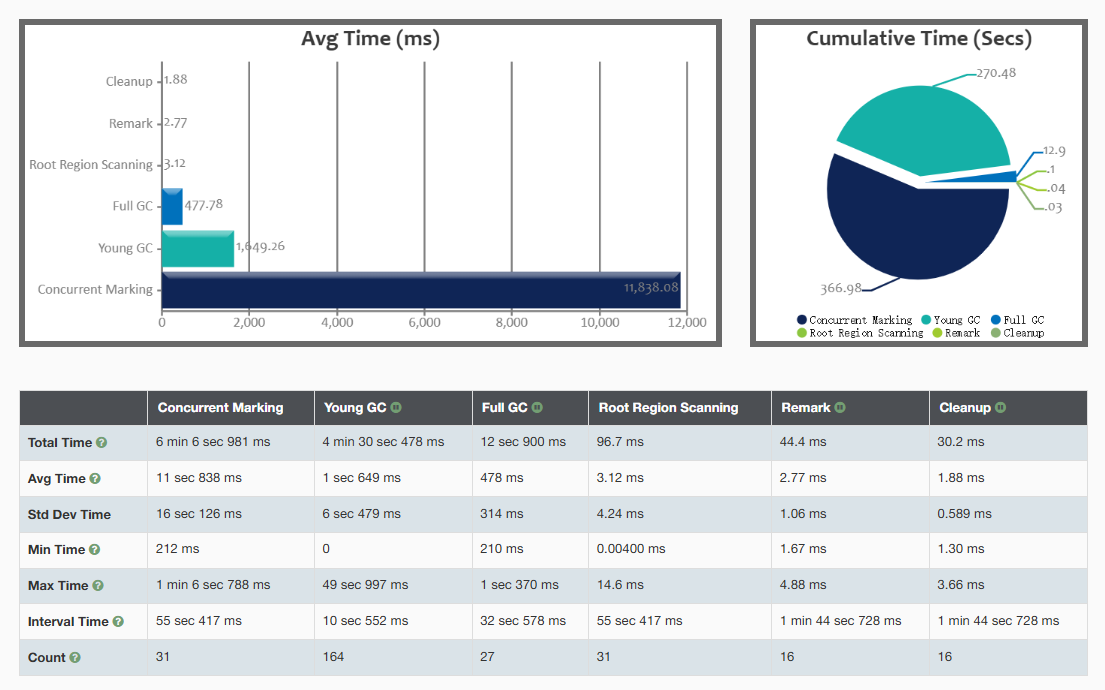 Avg Time (ms)
Cleanup 1.88
Remark 2.77
Root Region Scanning 3.12
Full GC 477.78
Young GC 1,649.26
Concurrent Marking 11,838.08
0 2,000 4,000 6,000 8,000 10,000 12,000
Cumulative Time (Secs)
270.48
12.9
.1
.04
.03
366.98
Concurrent Marking Young GC Full GC
Root Region Scanning Remark Cleanup
Concurrent Marking Young GC Full GC Root Region Scanning Remark Cleanup
Total Time 6 min 6 sec 981 ms 4 min 30 sec 478 ms 12 sec 900 ms 96.7 ms 44.4 ms 30.2 ms
Avg Time 11 sec 838 ms 1 sec 649 ms 478 ms 3.12 ms 2.77 ms 1.88 ms
Std Dev Time 16 sec 126 ms 6 sec 479 ms 314 ms 4.24 ms 1.06 ms 0.589 ms
Min Time 212 ms 0 210 ms 0.00400 ms 1.67 ms 1.30 ms
Max Time 1 min 6 sec 788 ms 49 sec 997 ms 1 sec 370 ms 14.6 ms 4.88 ms 3.66 ms
Interval Time 55 sec 417 ms 10 sec 552 ms 32 sec 578 ms 55 sec 417 ms 1 min 44 sec 728 ms 1 min 44 sec 728 ms
Count 31 164 27 31 16 16